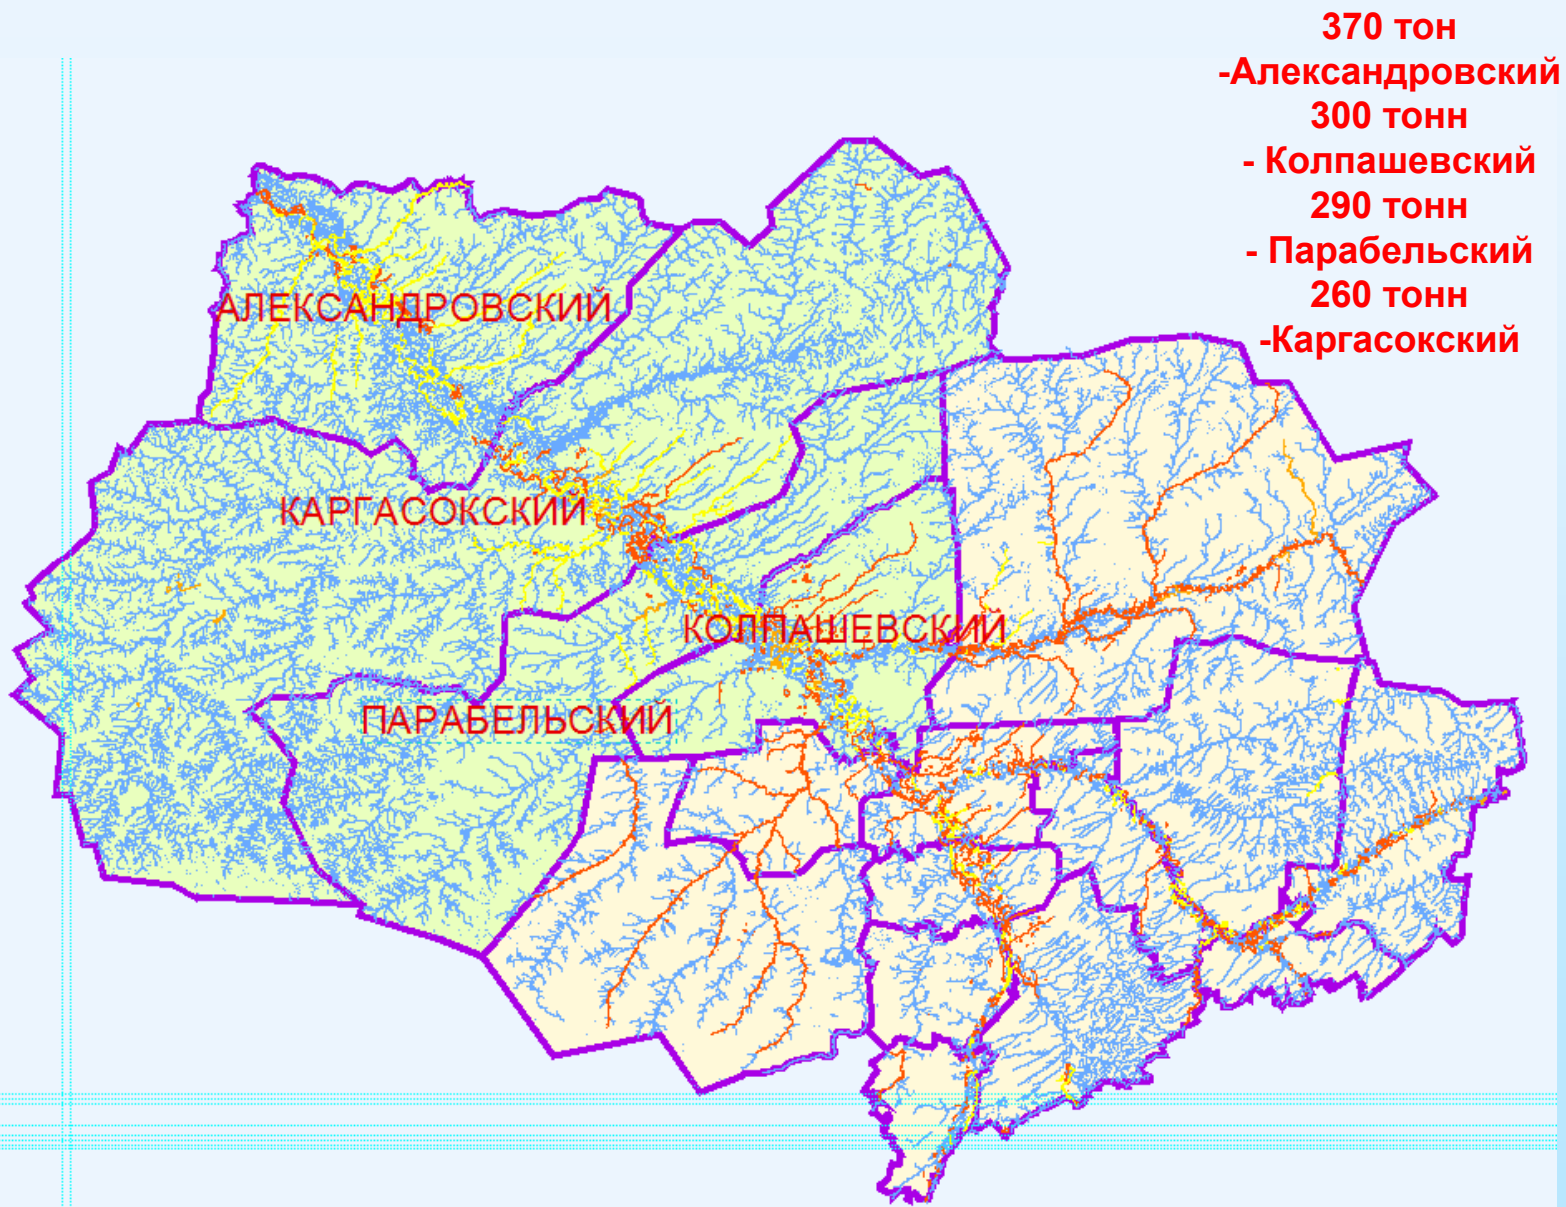 370 тон
-Александровский
300 тонн
- Колпашевский
290 тонн
- Парабельский
260 тонн
-Каргасокский
АЛЕКСАНДРОВСКИЙ
КАРГАСОКСКИЙ
КОЛПАШЕВСКИЙ
ПАРАБЕЛЬСКИЙ